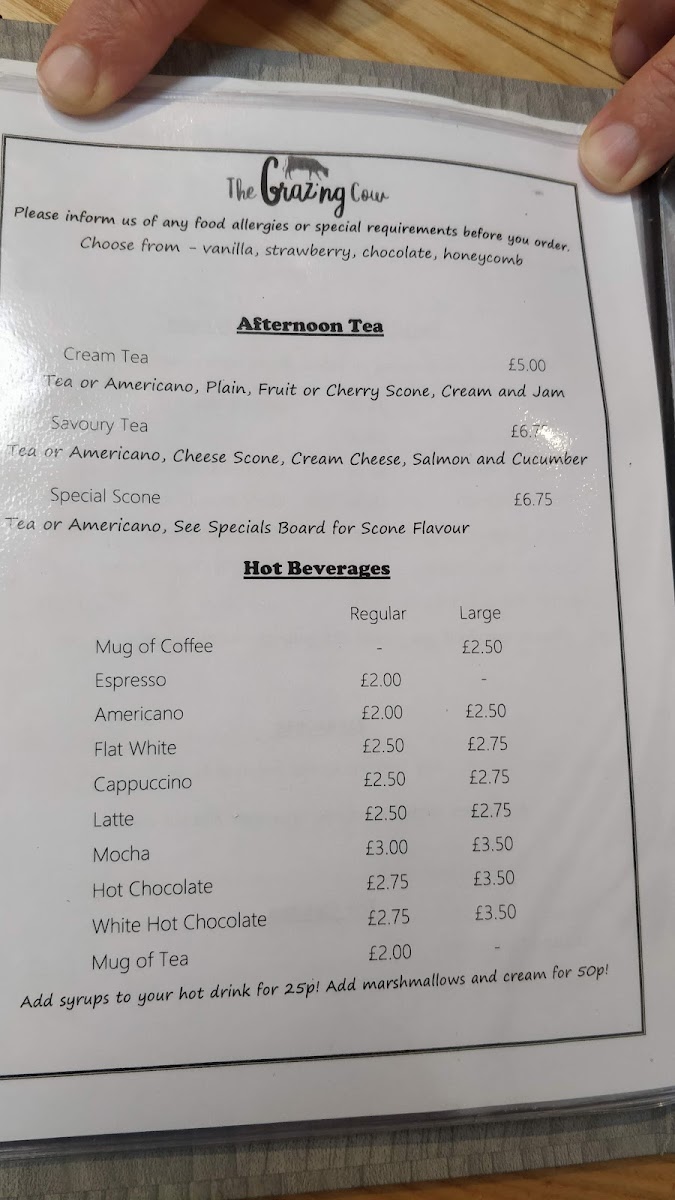 The Grazing Cow
Please inform us of any food allergies or special requirements before you order.
Choose from - vanilla, strawberry, chocolate, honeycomb
Afternoon Tea
Cream Tea £5.00
Tea or Americano, Plain, Fruit or Cherry Scone, Cream and Jam
Savoury Tea
Tea or Americano, Cheese Scone, Cream Cheese, Salmon and Cucumber
Special Scone £6.75
Tea or Americano, See Specials Board for Scone Flavour
Hot Beverages
Regular Large
Mug of Coffee - £2.50
Espresso £2.00 -
Americano £2.00 £2.50
Flat White £2.50 £2.75
Cappuccino £2.50 £2.75
Latte £2.50 £2.75
Mocha £3.00 £3.50
Hot Chocolate £2.75 £3.50
White Hot Chocolate £2.75 £3.50
Mug of Tea £2.00 -
Add syrups to your hot drink for 25p! Add marshmallows and cream for 50p!